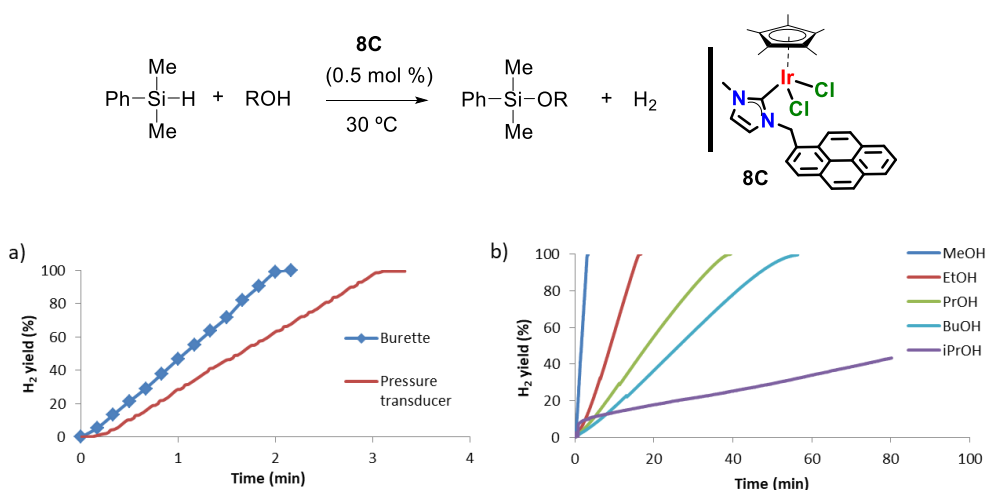 Me
Ph Si H
Me
+ ROH
8C
(0.5 mol %)
30 ºC
Me
Ph Si OR
Me
+ H2
Ir
Cl
Cl
N
N
8C
a)
H2 yield (%)
100
80
60
40
20
0
0 1 2 3 4
Time (min)
Burette
Pressure
transducer
b)
H2 yield (%)
100
80
60
40
20
0
0 20 40 60 80 100
Time (min)
MeOH
EtOH
PrOH
BuOH
iPrOH